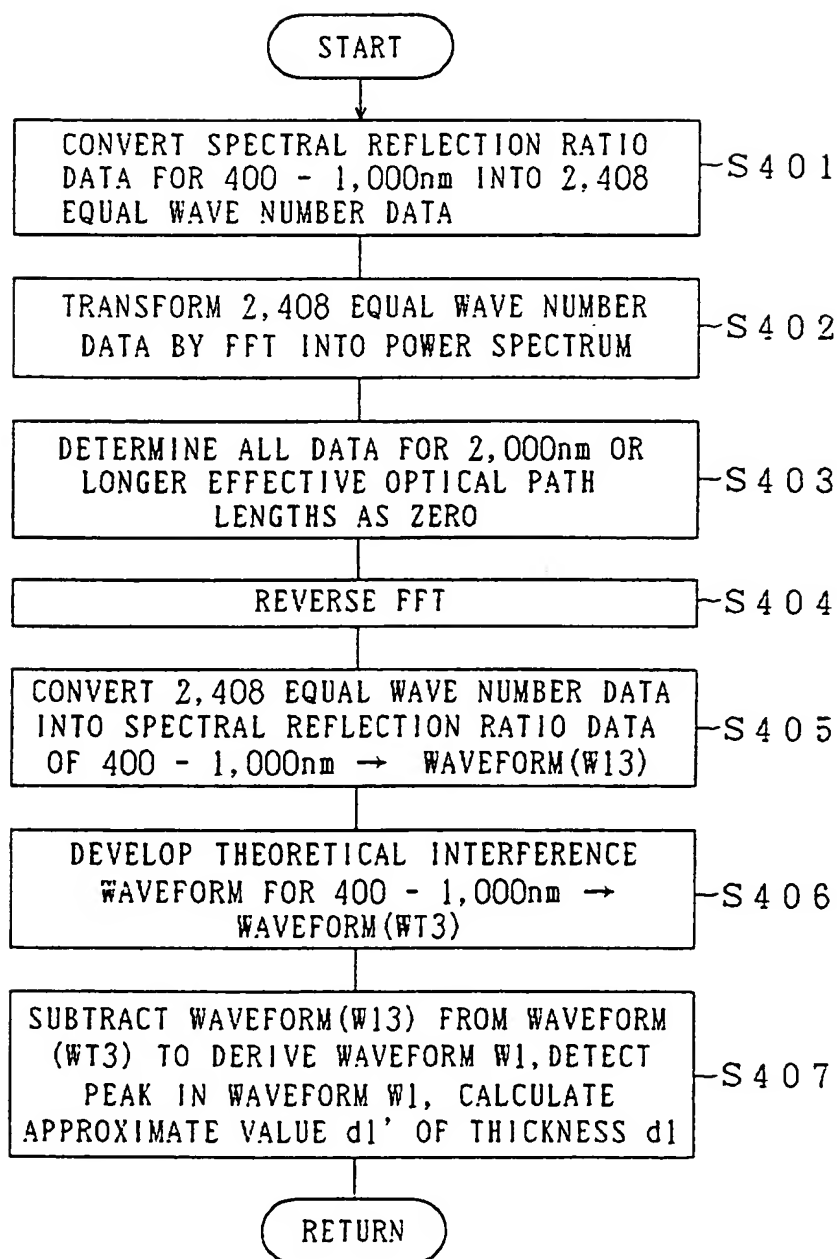 START
CONVERT SPECTRAL REFLECTION RATIO
DATA FOR 400 - 1,000nm INTO 2,408
EQUAL WAVE NUMBER DATA
S401
TRANSFORM 2,408 EQUAL WAVE NUMBER
DATA BY FFT INTO POWER SPECTRUM
S402
DETERMINE ALL DATA FOR 2,000nm OR
LONGER EFFECTIVE OPTICAL PATH
LENGTHS AS ZERO
S403
REVERSE FFT
S404
CONVERT 2,408 EQUAL WAVE NUMBER DATA
INTO SPECTRAL REFLECTION RATIO DATA
OF 400 - 1,000nm → WAVEFORM(W13)
S405
DEVELOP THEORETICAL INTERFERENCE
WAVEFORM FOR 400 - 1,000nm →
WAVEFORM(WT3)
S406
SUBTRACT WAVEFORM(W13) FROM WAVEFORM
(WT3) TO DERIVE WAVEFORM W1, DETECT
PEAK IN WAVEFORM W1, CALCULATE
APPROXIMATE VALUE d1' OF THICKNESS d1
S407
RETURN